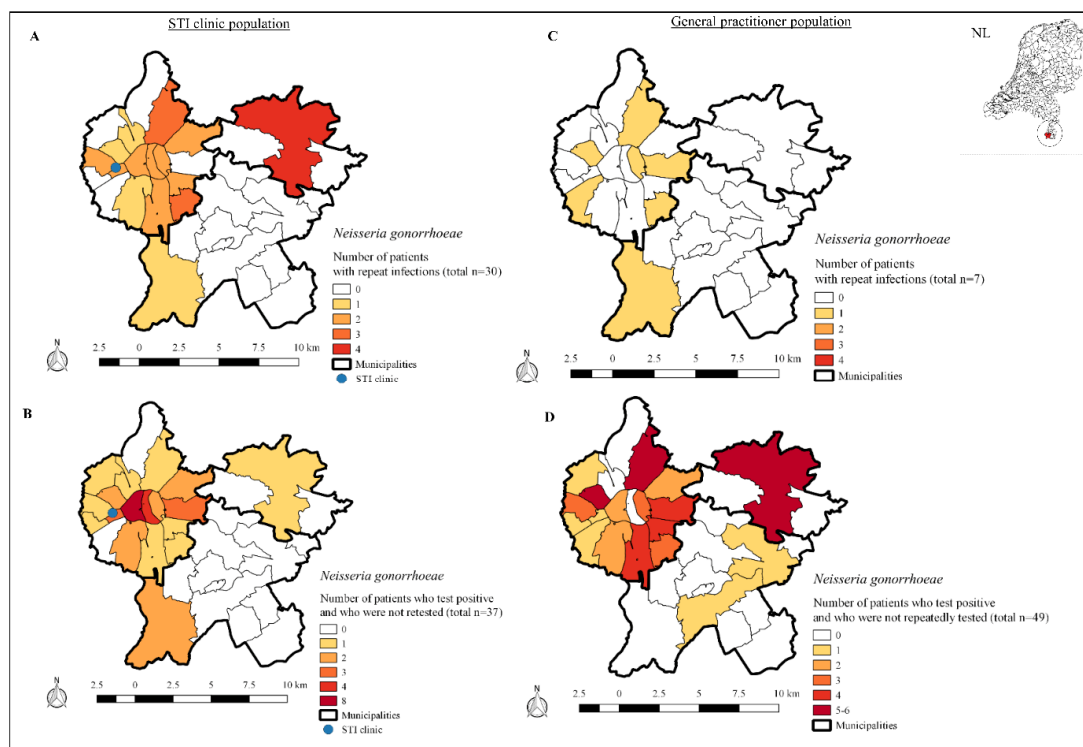 STI clinic population
General practitioner population
NL
A
Neisseria gonorrhoeae
Number of patients
with repeat infections (total n=30)
0
1
2
3
4
Municipalities
STI clinic
N
2.5 0 2.5 5 7.5 10 km
C
Neisseria gonorrhoeae
Number of patients
with repeat infections (total n=7)
0
1
2
3
4
Municipalities
N
2.5 0 2.5 5 7.5 10 km
B
Neisseria gonorrhoeae
Number of patients who test positive
and who were not retested (total n=37)
0
1
2
3
4
8
Municipalities
STI clinic
N
2.5 0 2.5 5 7.5 10 km
D
Neisseria gonorrhoeae
Number of patients who test positive
and who were not repeatedly tested (total n=49)
0
1
2
3
4
5-6
Municipalities
N
2.5 0 2.5 5 7.5 10 km